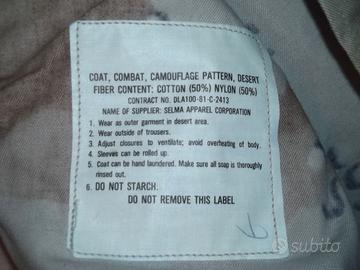 COAT, COMBAT, CAMOUFLAGE PATTERN, DESERT
FIBER CONTENT: COTTON (50%) NYLON (50%)
CONTRACT NO. DLA100-81-C-2413
NAME OF SUPPLIER: SELMA APPAREL CORPORATION
1. Wear as outer garment in desert area.
2. Wear outside of trousers.
3. Adjust closures to ventilate; avoid overheating of body.
4. Sleeves can be rolled up.
5. Coat can be hand laundered. Make sure all soap is thoroughly
rinsed out.
6. DO NOT STARCH.
DO NOT REMOVE THIS LABEL
subito